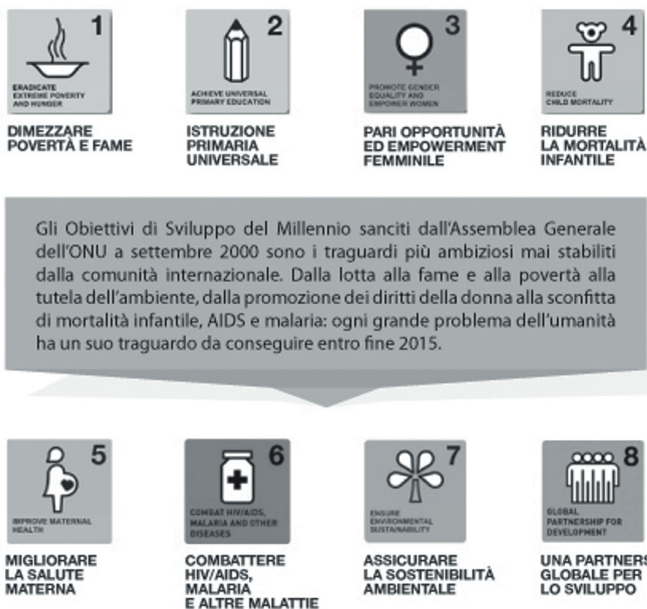 1
ERADICATE
EXTREME POVERTY
AND HUNGER
DIMEZZARE
POVERTÀ E FAME
2
ACHIEVE UNIVERSAL
PRIMARY EDUCATION
ISTRUZIONE
PRIMARIA
UNIVERSALE
3
PROMOTE GENDER
EQUALITY AND
EMPOWER WOMEN
PARI OPPORTUNITÀ
ED EMPOWERMENT
FEMMINILE
4
REDUCE
CHILD MORTALITY
RIDURRE
LA MORTALITÀ
INFANTILE
Gli Obiettivi di Sviluppo del Millennio sanciti dall'Assemblea Generale
dell'ONU a settembre 2000 sono i traguardi più ambiziosi mai stabiliti
dalla comunità internazionale. Dalla lotta alla fame e alla povertà alla
tutela dell'ambiente, dalla promozione dei diritti della donna alla sconfitta
di mortalità infantile, AIDS e malaria: ogni grande problema dell'umanità
ha un suo traguardo da conseguire entro fine 2015.
5
IMPROVE MATERNAL
HEALTH
MIGLIORARE
LA SALUTE
MATERNA
6
COMBAT HIV/AIDS,
MALARIA AND OTHER
DISEASES
COMBATTERE
HIV/AIDS,
MALARIA
E ALTRE MALATTIE
7
ENSURE
ENVIRONMENTAL
SUSTAINABILITY
ASSICURARE
LA SOSTENIBILITÀ
AMBIENTALE
8
GLOBAL
PARTNERSHIP FOR
DEVELOPMENT
UNA PARTNERS
GLOBALE PER
LO SVILUPPO